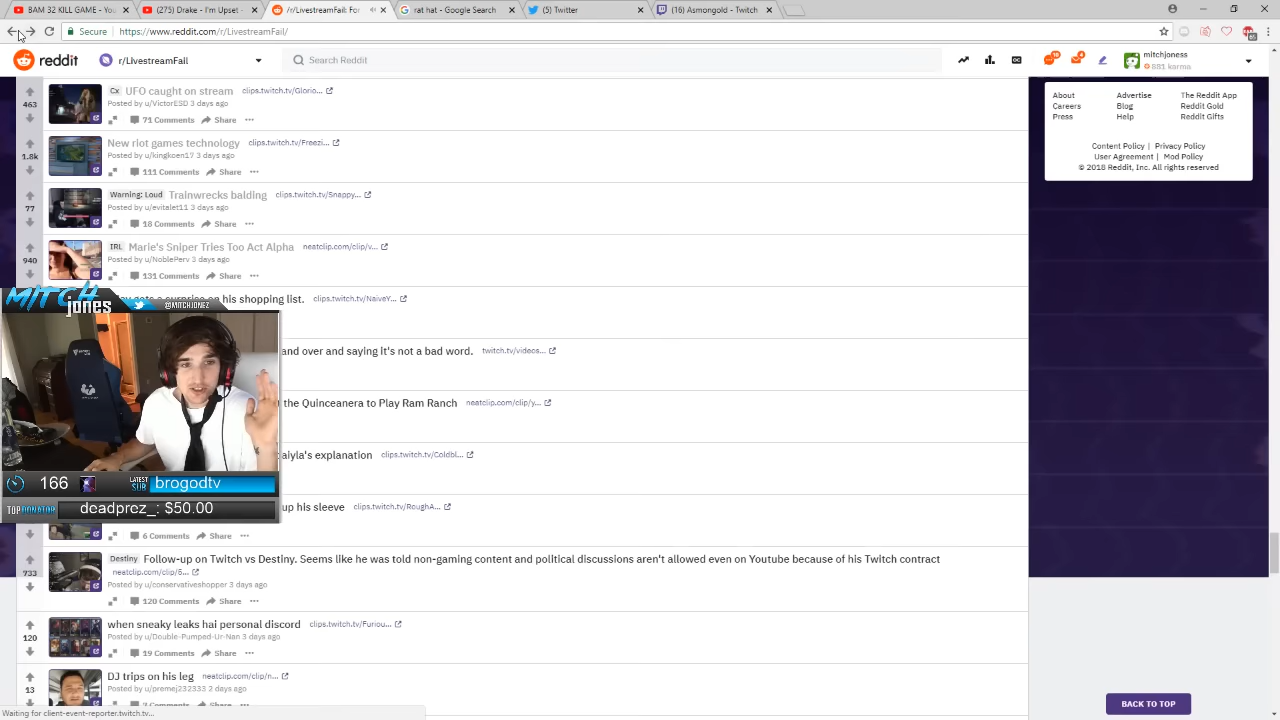 BAM 32 KILL GAME - You
(275) Drake - I'm Upset -
r/LivestreamFail: Fo
rat hat - Google Search
(5) Twitter
(16) Asmongold - Twitch
Secure
https://www.reddit.com/r/LivestreamFail/
reddit
r/LivestreamFail
Search Reddit
mitchjoness
881 karma
463
Cx UFO caught on stream clips.twitch.tv/Glorio...
Posted by u/VictorESD 3 days ago
71 Comments Share
1.8k
New riot games technology clips.twitch.tv/Freezi...
Posted by u/kingkoen17 3 days ago
111 Comments Share
77
Warning: Loud Trainwrecks balding clips.twitch.tv/Snappy...
Posted by u/evitalet11 3 days ago
18 Comments Share
940
IRL Marie's Sniper Tries Too Act Alpha neatclip.com/clip/v...
Posted by u/NoblePerv 3 days ago
131 Comments Share
gets a surprise on his shopping list. clips.twitch.tv/NaiveY...
and over and saying it's not a bad word. twitch.tv/videos...
the Quinceanera to Play Ram Ranch neatclip.com/clip/y...
explanation clips.twitch.tv/Coldbl...
up his sleeve clips.twitch.tv/RoughA...
6 Comments Share
733
Destiny Follow-up on Twitch vs Destiny. Seems like he was told non-gaming content and political discussions aren't allowed even on Youtube because of his Twitch contract
neatclip.com/clip/5...
Posted by u/conservativeshopper 3 days ago
120 Comments Share
120
when sneaky leaks hai personal discord clips.twitch.tv/Furiou...
Posted by u/Double-Pumped-Ur-Nan 3 days ago
19 Comments Share
13
DJ trips on his leg neatclip.com/clip/n...
Posted by u/premej232333 2 days ago
Comments Share
Waiting for client-event-reporter.twitch.tv...
About Advertise The Reddit App
Careers Blog Reddit Gold
Press Help Reddit Gifts
Content Policy | Privacy Policy
User Agreement | Mod Policy
© 2018 Reddit, Inc. All rights reserved
BACK TO TOP
MITCH
jones
@MITCHJONEZ
166
LATEST SUB brogodtv
TOP DONATOR deadprez_: $50.00